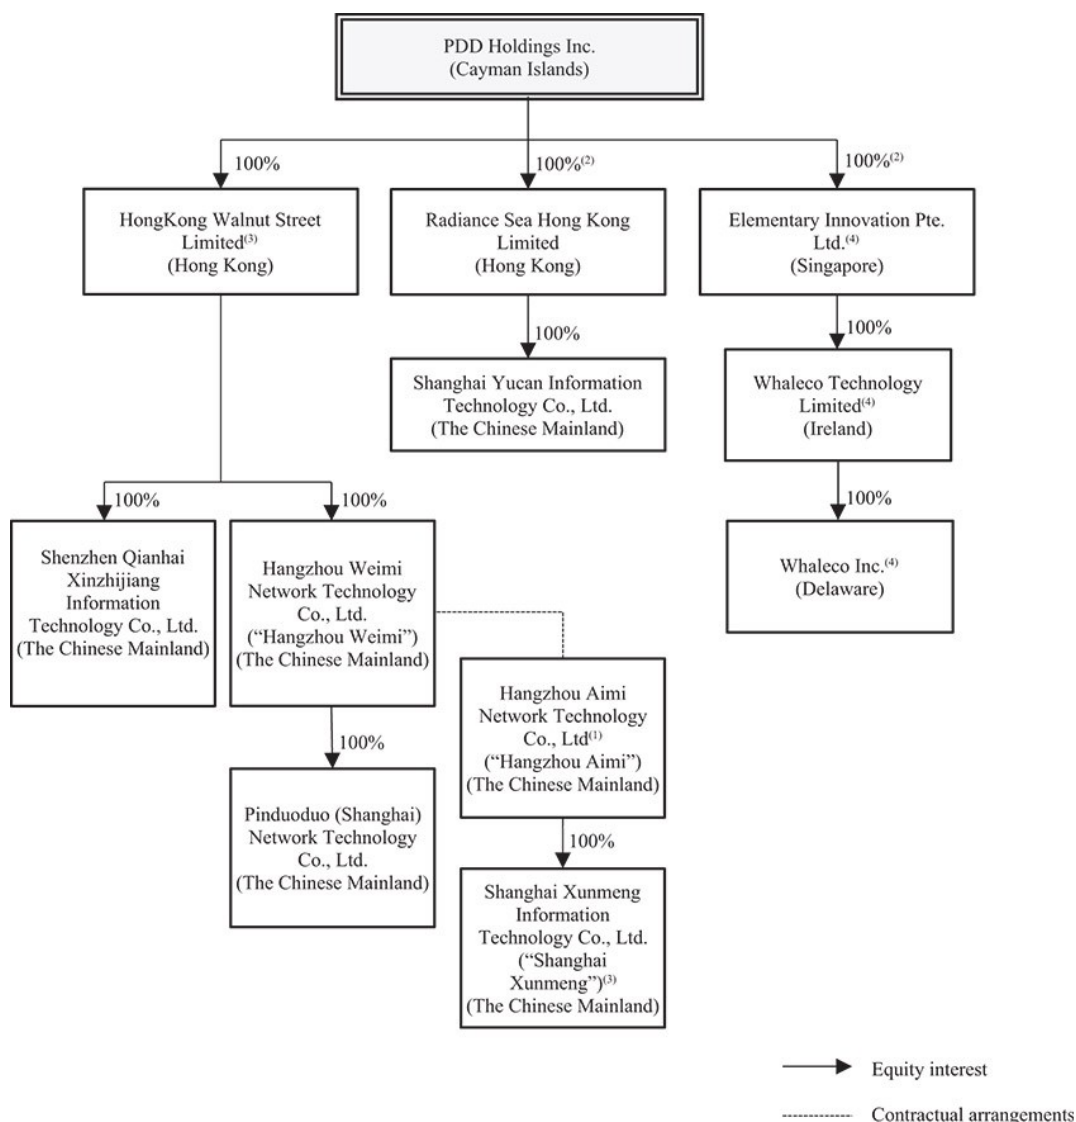 PDD Holdings Inc.
(Cayman Islands)
100%
100%(2)
100%(2)
HongKong Walnut Street
Limited(3)
(Hong Kong)
Radiance Sea Hong Kong
Limited
(Hong Kong)
Elementary Innovation Pte.
Ltd.(4)
(Singapore)
100%
100%
Shanghai Yucan Information
Technology Co., Ltd.
(The Chinese Mainland)
Whaleco Technology
Limited(4)
(Ireland)
100%
100%
100%
Shenzhen Qianhai
Xinzhijiang
Information
Technology Co., Ltd.
(The Chinese Mainland)
Hangzhou Weimi
Network Technology
Co., Ltd.
(“Hangzhou Weimi”)
(The Chinese Mainland)
Whaleco Inc.(4)
(Delaware)
100%
Hangzhou Aimi
Network Technology
Co., Ltd(1)
(“Hangzhou Aimi”)
(The Chinese Mainland)
Pinduoduo (Shanghai)
Network Technology
Co., Ltd.
(The Chinese Mainland)
100%
Shanghai Xunmeng
Information
Technology Co., Ltd.
(“Shanghai
Xunmeng”)(3)
(The Chinese Mainland)
Equity interest
Contractual arrangements